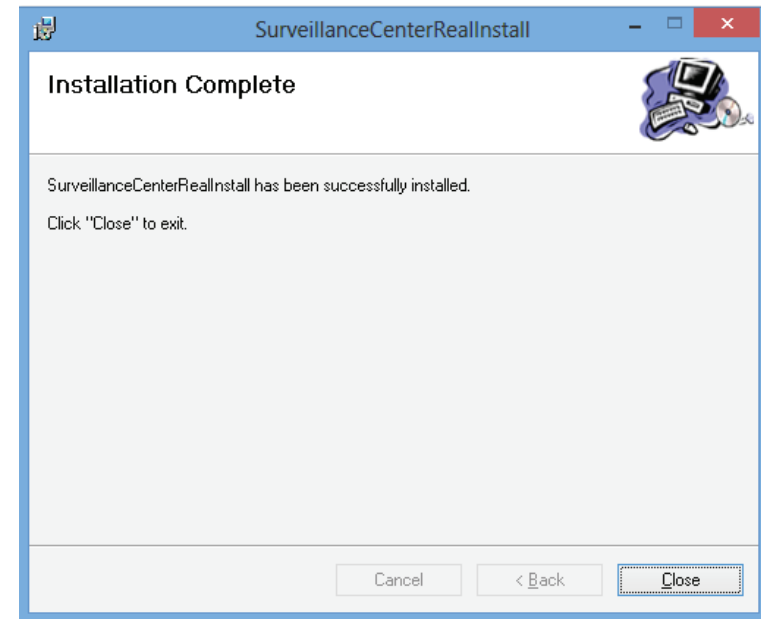 SurveillanceCenterRealInstall
Installation Complete
SurveillanceCenterRealInstall has been successfully installed.
Click "Close" to exit.
Cancel
< Back
Close